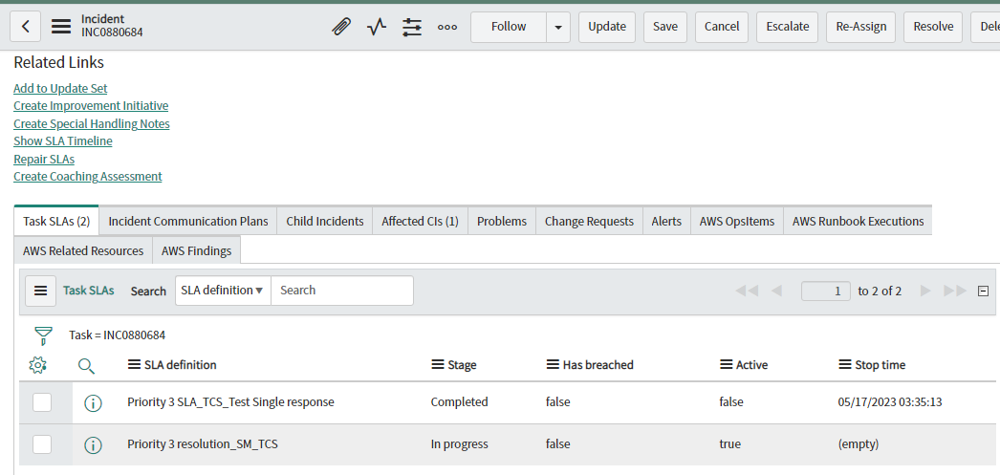 Incident
INC0880684
Follow
Update
Save
Cancel
Escalate
Re-Assign
Resolve
Dele
Related Links
Add to Update Set
Create Improvement Initiative
Create Special Handling Notes
Show SLA Timeline
Repair SLAs
Create Coaching Assessment
Task SLAs (2) Incident Communication Plans Child Incidents Affected CIs (1) Problems Change Requests Alerts AWS OpsItems AWS Runbook Executions
AWS Related Resources AWS Findings
Task SLAs Search SLA definition Search 1 to 2 of 2
Task = INC0880684
SLA definition Stage Has breached Active Stop time
Priority 3 SLA_TCS_Test Single response Completed false false 05/17/2023 03:35:13
Priority 3 resolution_SM_TCS In progress false true (empty)